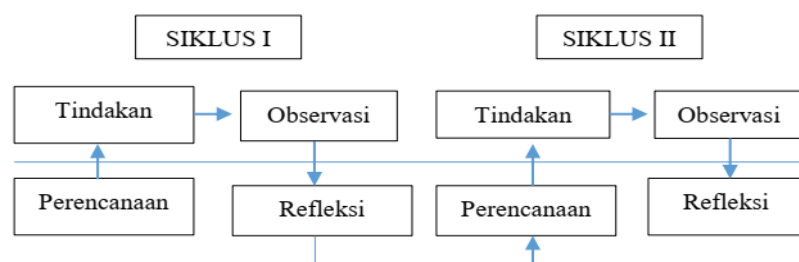 SIKLUS I
SIKLUS II
Tindakan
Observasi
Tindakan
Observasi
Perencanaan
Refleksi
Perencanaan
Refleksi